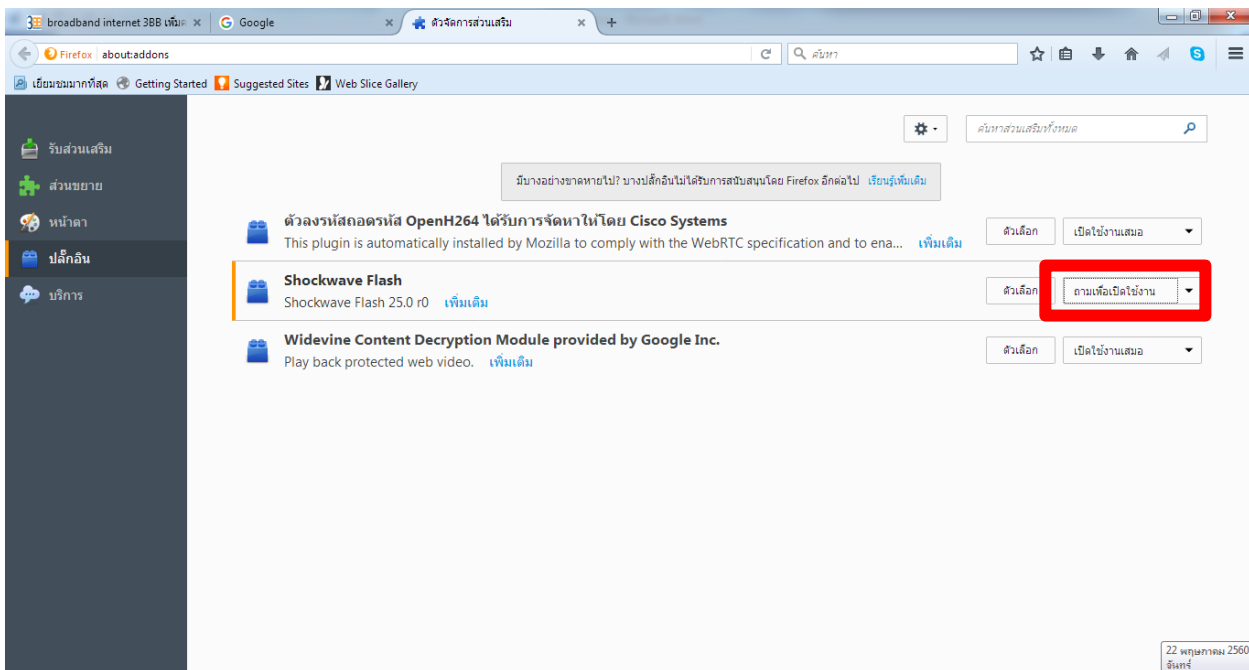 broadband internet 3BB เพิ่มค
Google
ตัวจัดการส่วนเสริม
Firefox about:addons
ค้นหา
เยี่ยมชมมากที่สุด Getting Started Suggested Sites Web Slice Gallery
ค้นหาส่วนเสริมทั้งหมด
รับส่วนเสริม
ส่วนขยาย
หน้าตา
ปลั๊กอิน
บริการ
มีบางอย่างขาดหายไป? บางปลั๊กอินไม่ได้รับการสนับสนุนโดย Firefox อีกต่อไป เรียนรู้เพิ่มเติม
ตัวลงรหัสถอดรหัส OpenH264 ได้รับการจัดหาให้โดย Cisco Systems
This plugin is automatically installed by Mozilla to comply with the WebRTC specification and to ena... เพิ่มเติม
ตัวเลือก เปิดใช้งานเสมอ
Shockwave Flash
Shockwave Flash 25.0 r0 เพิ่มเติม
ตัวเลือก ถามเพื่อเปิดใช้งาน
Widevine Content Decryption Module provided by Google Inc.
Play back protected web video. เพิ่มเติม
ตัวเลือก เปิดใช้งานเสมอ
22 พฤษภาคม 2560
จันทร์